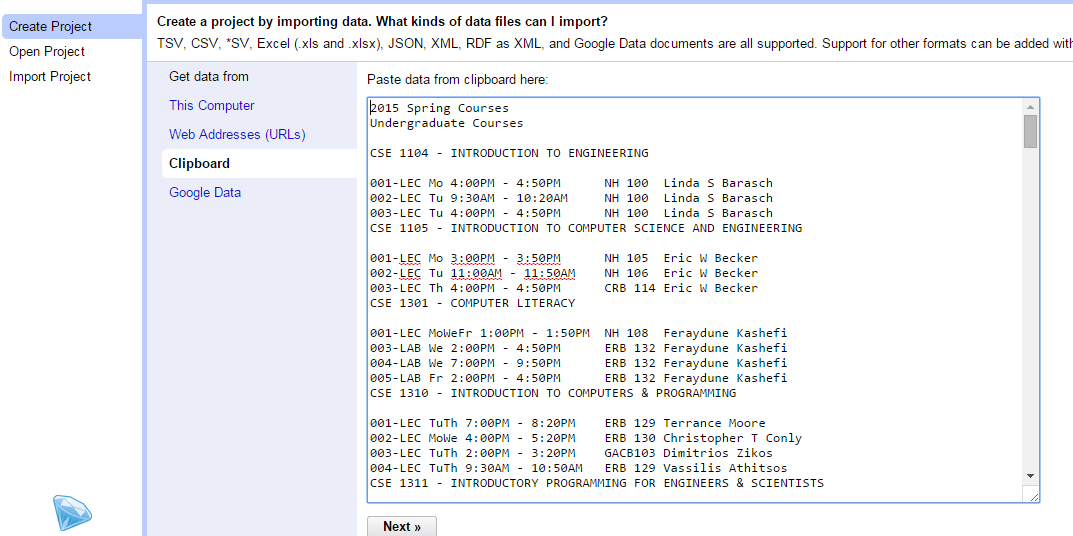 Create Project
Open Project
Import Project
Create a project by importing data. What kinds of data files can I import?
TSV, CSV, *SV, Excel (.xls and .xlsx), JSON, XML, RDF as XML, and Google Data documents are all supported. Support for other formats can be added with
Get data from
This Computer
Web Addresses (URLs)
Clipboard
Google Data
Paste data from clipboard here:
2015 Spring Courses
Undergraduate Courses
CSE 1104 - INTRODUCTION TO ENGINEERING
001-LEC Mo 4:00PM - 4:50PM NH 100 Linda S Barasch
002-LEC Tu 9:30AM - 10:20AM NH 100 Linda S Barasch
003-LEC Tu 4:00PM - 4:50PM NH 100 Linda S Barasch
CSE 1105 - INTRODUCTION TO COMPUTER SCIENCE AND ENGINEERING
001-LEC Mo 3:00PM - 3:50PM NH 105 Eric W Becker
002-LEC Tu 11:00AM - 11:50AM NH 106 Eric W Becker
003-LEC Th 4:00PM - 4:50PM CRB 114 Eric W Becker
CSE 1301 - COMPUTER LITERACY
001-LEC MoWeFr 1:00PM - 1:50PM NH 108 Feraydune Kashefi
003-LAB We 2:00PM - 4:50PM ERB 132 Feraydune Kashefi
004-LAB We 7:00PM - 9:50PM ERB 132 Feraydune Kashefi
005-LAB Fr 2:00PM - 4:50PM ERB 132 Feraydune Kashefi
CSE 1310 - INTRODUCTION TO COMPUTERS & PROGRAMMING
001-LEC TuTh 7:00PM - 8:20PM ERB 129 Terrance Moore
002-LEC MoWe 4:00PM - 5:20PM ERB 130 Christopher T Conly
003-LEC TuTh 2:00PM - 3:20PM GACB103 Dimitrios Zikos
004-LEC TuTh 9:30AM - 10:50AM ERB 129 Vassilis Athitsos
CSE 1311 - INTRODUCTORY PROGRAMMING FOR ENGINEERS & SCIENTISTS
Next »